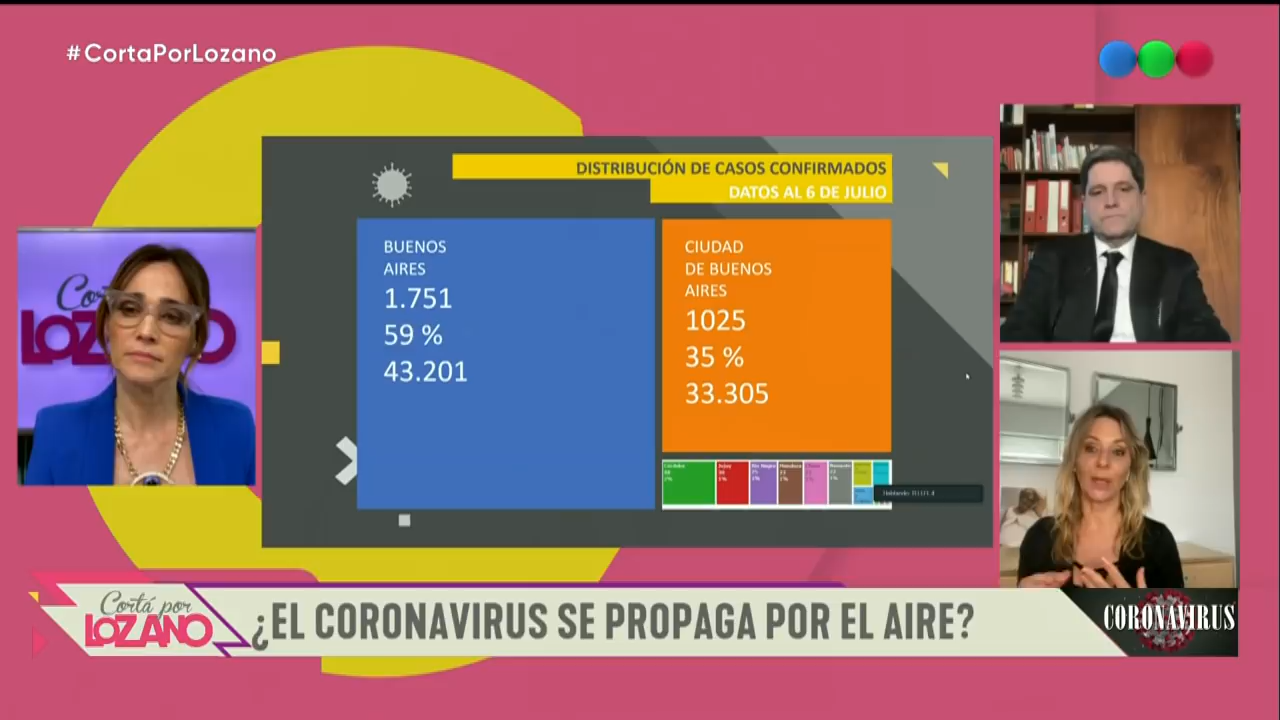 #CortaPorLozano
DISTRIBUCIÓN DE CASOS CONFIRMADOS
DATOS AL 6 DE JULIO
BUENOS
AIRES
1.751
59 %
43.201
CIUDAD
DE BUENOS
AIRES
1025
35 %
33.305
LOZANO
Cortá por
LOZANO
¿EL CORONAVIRUS SE PROPAGA POR EL AIRE?
CORONAVIRUS